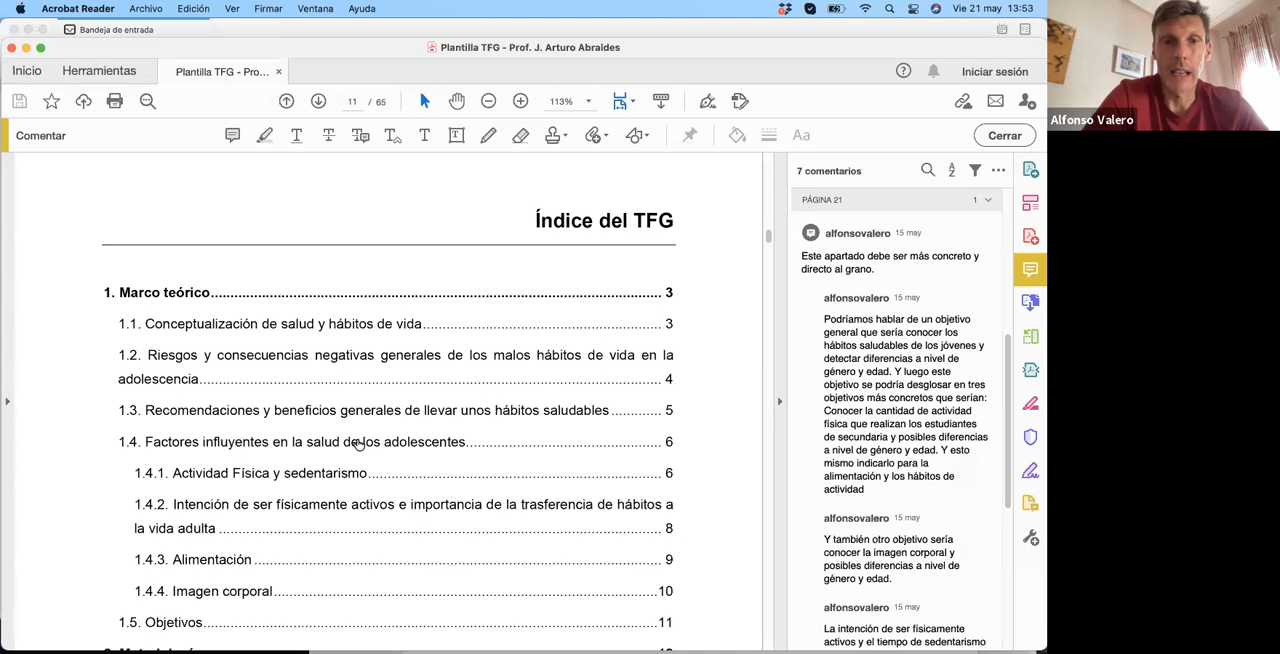 Acrobat Reader Archivo Edición Ver Firmar Ventana Ayuda Vie 21 may 13:53
Bandeja de entrada
Plantilla TFG - Prof. J. Arturo Abraldes
Inicio Herramientas Plantilla TFG - Pro... × Iniciar sesión
11 / 65 113%
Comentar Aa Cerrar
Alfonso Valero
Índice del TFG
1. Marco teórico 3
1.1. Conceptualización de salud y hábitos de vida 3
1.2. Riesgos y consecuencias negativas generales de los malos hábitos de vida en la
adolescencia 4
1.3. Recomendaciones y beneficios generales de llevar unos hábitos saludables 5
1.4. Factores influyentes en la salud de los adolescentes 6
1.4.1. Actividad Física y sedentarismo 6
1.4.2. Intención de ser físicamente activos e importancia de la trasferencia de hábitos a
la vida adulta 8
1.4.3. Alimentación 9
1.4.4. Imagen corporal 10
1.5. Objetivos 11
7 comentarios
PÁGINA 21 1
alfonsovalero 15 may
Este apartado debe ser más concreto y
directo al grano.
alfonsovalero 15 may
Podríamos hablar de un objetivo
general que sería conocer los
hábitos saludables de los jóvenes y
detectar diferencias a nivel de
género y edad. Y luego este
objetivo se podría desglosar en tres
objetivos más concretos que serían:
Conocer la cantidad de actividad
física que realizan los estudiantes
de secundaria y posibles diferencias
a nivel de género y edad. Y esto
mismo indicarlo para la
alimentación y los hábitos de
actividad
alfonsovalero 15 may
Y también otro objetivo sería
conocer la imagen corporal y
posibles diferencias a nivel de
género y edad.
alfonsovalero 15 may
La intención de ser físicamente
activos y el tiempo de sedentarismo